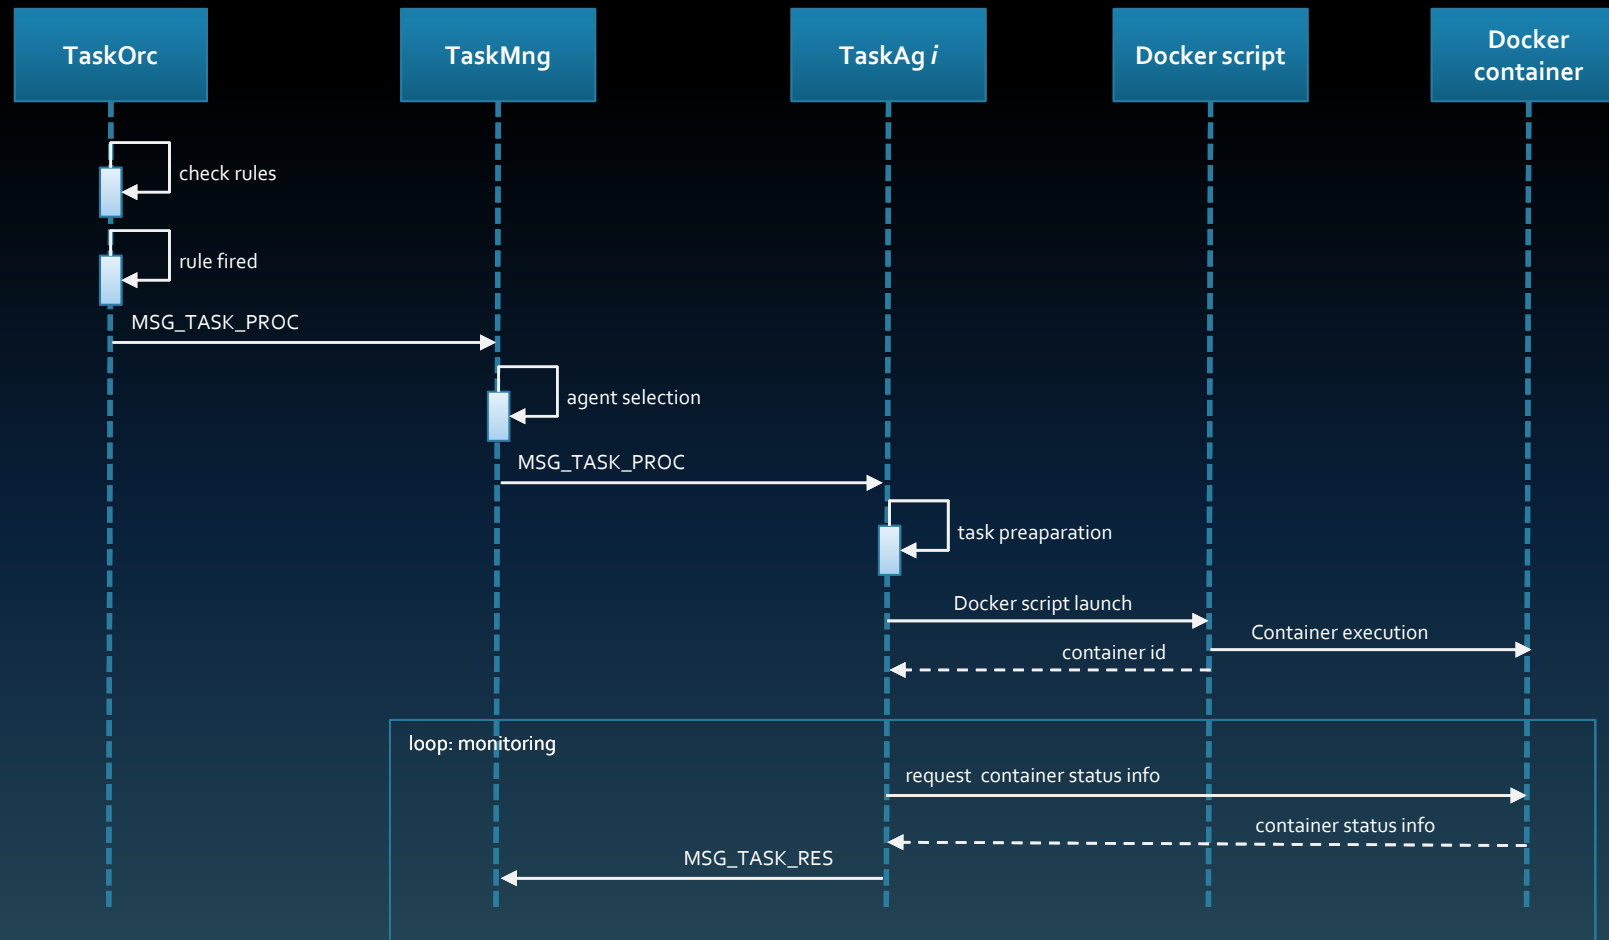 TaskOrc
TaskMng
TaskAg i
Docker script
Docker
container
check rules
rule fired
MSG_TASK_PROC
agent selection
MSG_TASK_PROC
task preaparation
Docker script launch
Container execution
container id
loop: monitoring
request  container status info
container status info
MSG_TASK_RES